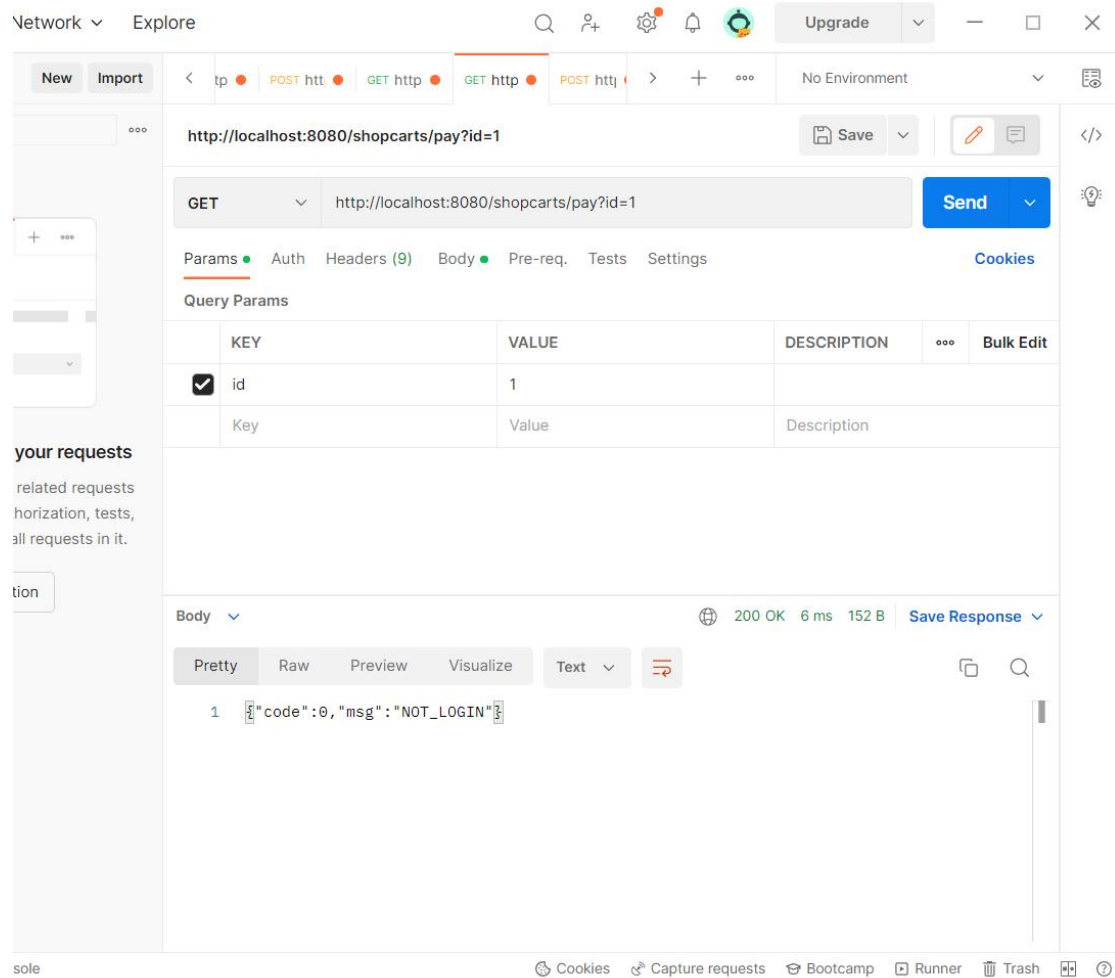 Network Explore Upgrade
New Import tp POST htt GET http GET http POST http No Environment
http://localhost:8080/shopcarts/pay?id=1 Save </>
GET http://localhost:8080/shopcarts/pay?id=1 Send
Params Auth Headers (9) Body Pre-req. Tests Settings Cookies
Query Params
KEY VALUE DESCRIPTION Bulk Edit
id 1
Key Value Description
your requests
related requests
horization, tests,
all requests in it.
tion
Body 200 OK 6 ms 152 B Save Response
Pretty Raw Preview Visualize Text
1 {"code":0,"msg":"NOT_LOGIN"}
sole Cookies Capture requests Bootcamp Runner Trash